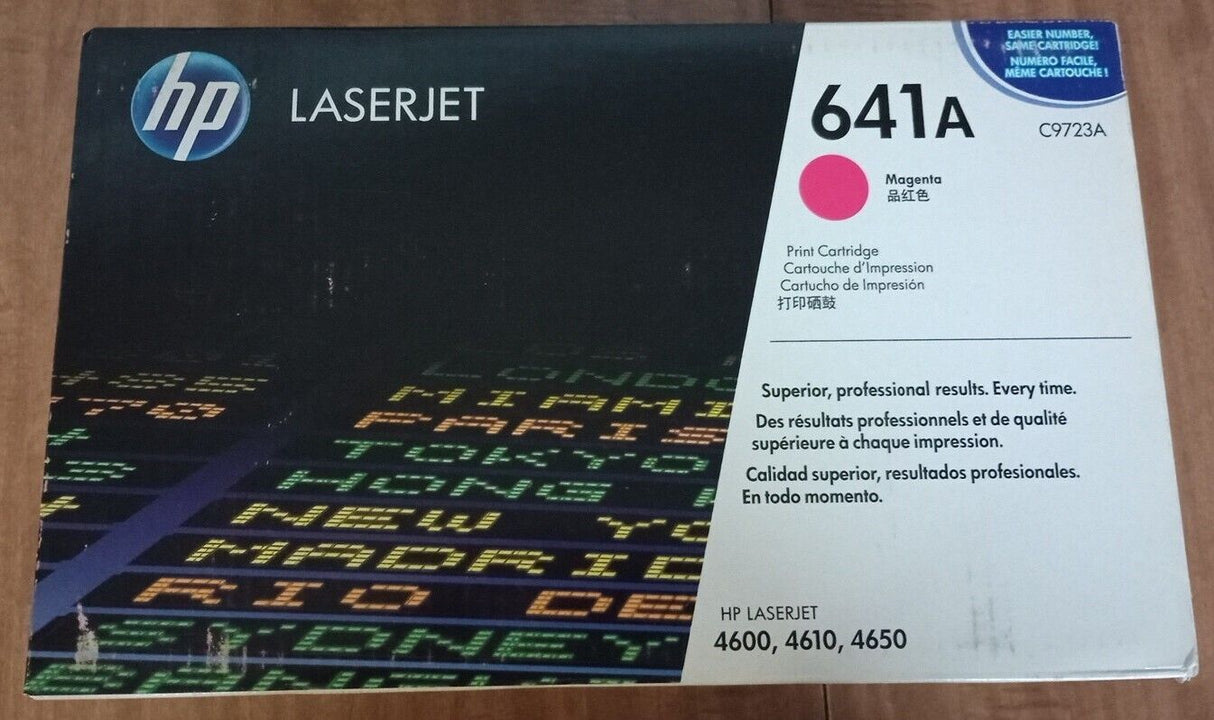 hp LASERJET
EASIER NUMBER,
SAME CARTRIDGE!
NUMÉRO FACILE,
MÊME CARTOUCHE !
641A
C9723A
Magenta
品红色
Print Cartridge
Cartouche d'Impression
Cartucho de Impresión
打印硒鼓
Superior, professional results. Every time.
Des résultats professionnels et de qualité
supérieure à chaque impression.
Calidad superior, resultados profesionales.
En todo momento.
LONDO
MIAMI
PARIS
TOKYO
HONG
NEW YO
MADRID
RIO DE
SYDNEY
HP LASERJET
4600, 4610, 4650